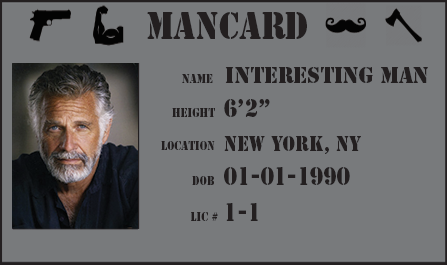 MANCARD
NAME INTERESTING MAN
HEIGHT 6'2"
LOCATION NEW YORK, NY
DOB 01-01-1990
LIC # 1-1